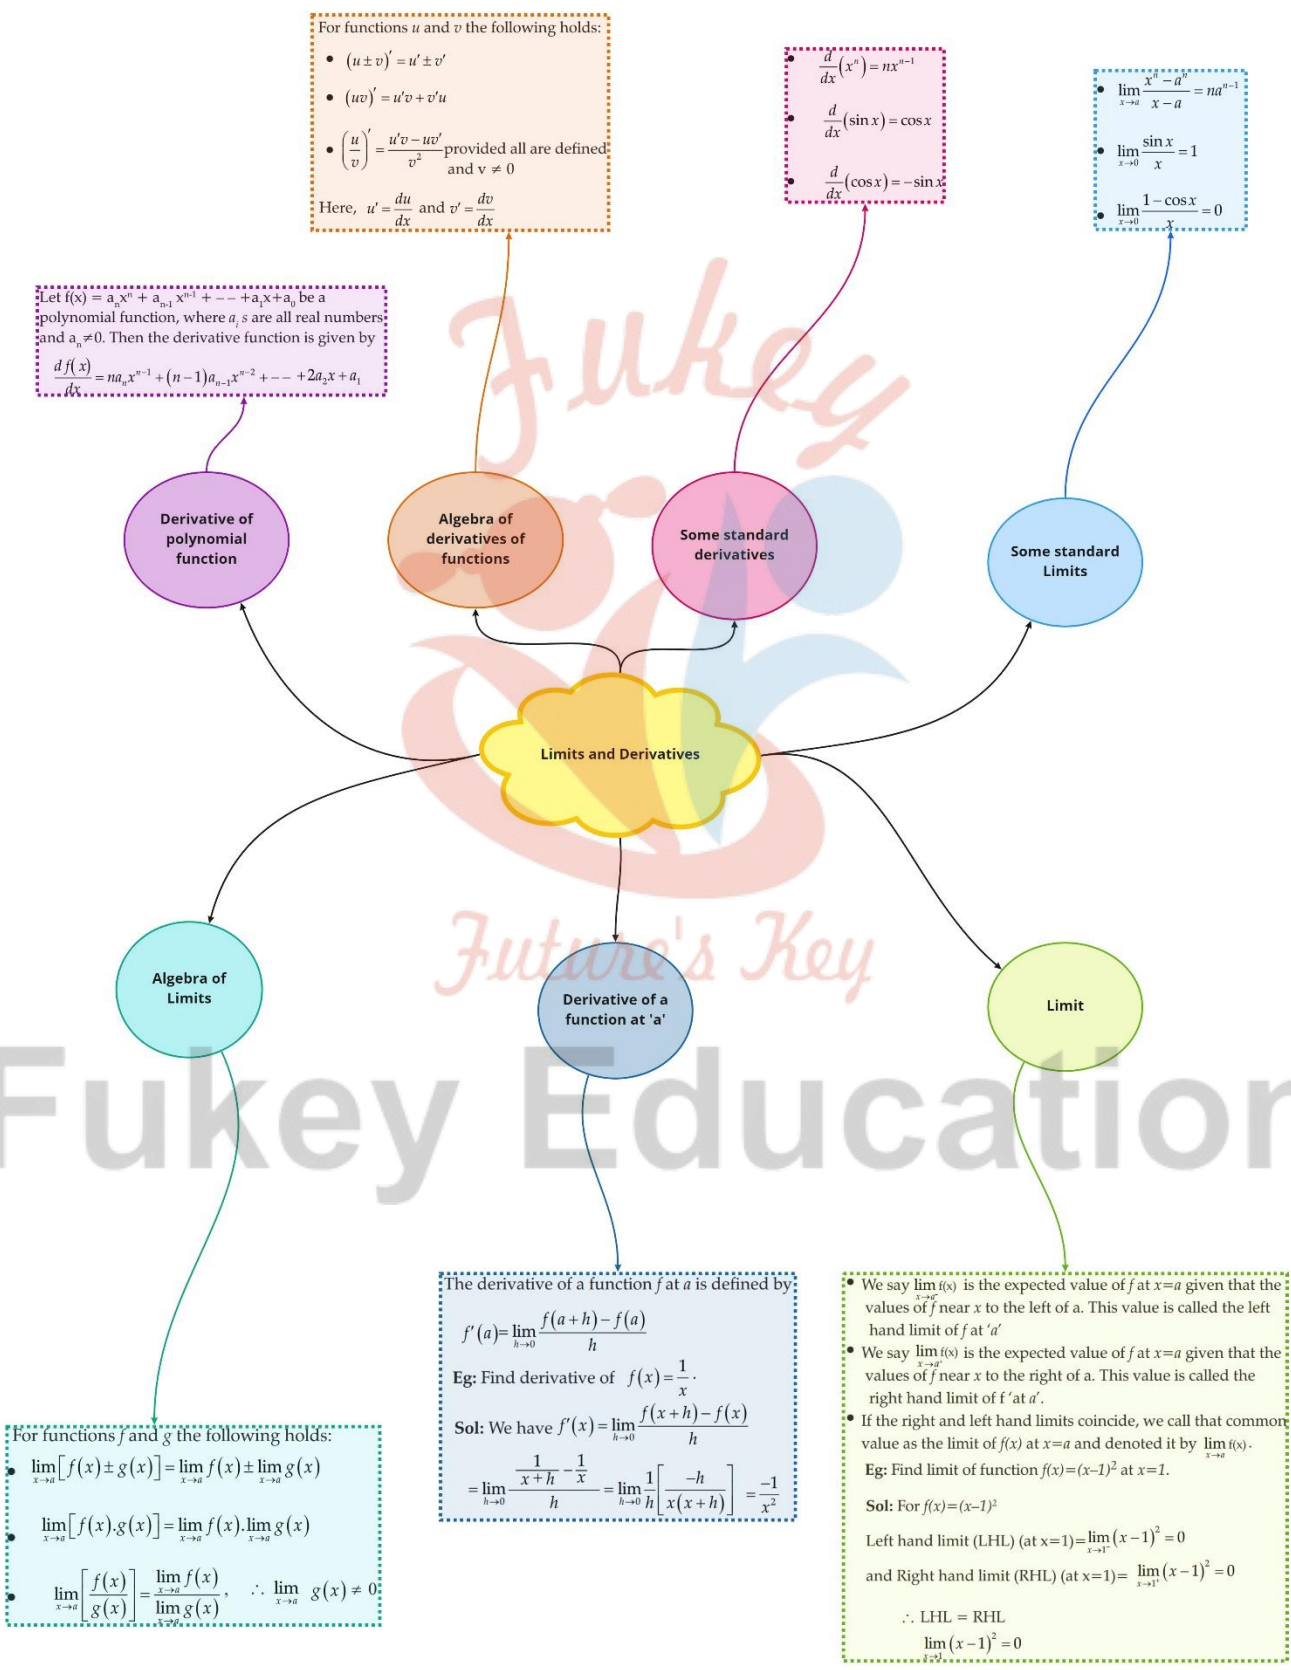 For functions u and v the following holds:
• (u ± v)′ = u′ ± v′
• (uv)′ = u′v + v′u
• (u/v)′ = (u′v − uv′)/v² provided all are defined
and v ≠ 0
Here, u′ = du/dx and v′ = dv/dx
• d/dx (xⁿ) = nxⁿ⁻¹
• d/dx (sin x) = cos x
• d/dx (cos x) = −sin x
• lim x→a (xⁿ − aⁿ)/(x − a) = naⁿ⁻¹
• lim x→0 sin x/x = 1
• lim x→0 (1 − cos x)/x = 0
Let f(x) = aₙxⁿ + aₙ₋₁ xⁿ⁻¹ + – – +a₁x+a₀ be a
polynomial function, where aᵢ s are all real numbers
and aₙ≠0. Then the derivative function is given by
d f(x)/dx = naₙxⁿ⁻¹ + (n−1)aₙ₋₁xⁿ⁻² + – – +2a₂x + a₁
Fukey
Derivative of
polynomial
function
Algebra of
derivatives of
functions
Some standard
derivatives
Some standard
Limits
Limits and Derivatives
Future's Key
Algebra of
Limits
Derivative of a
function at 'a'
Limit
Fukey Education
For functions f and g the following holds:
• lim x→a [f(x) ± g(x)] = lim x→a f(x) ± lim x→a g(x)
• lim x→a [f(x).g(x)] = lim x→a f(x). lim x→a g(x)
• lim x→a [f(x)/g(x)] = lim x→a f(x) / lim x→a g(x) , ∴ lim x→a g(x) ≠ 0
The derivative of a function f at a is defined by
f′(a)= lim h→0 (f(a+h) − f(a))/h
Eg: Find derivative of f(x) = 1/x ·
Sol: We have f′(x) = lim h→0 (f(x+h) − f(x))/h
= lim h→0 (1/(x+h) − 1/x)/h = lim h→0 1/h [−h/(x(x+h))] = −1/x²
• We say lim x→a⁻ f(x) is the expected value of f at x=a given that the
values of f near x to the left of a. This value is called the left
hand limit of f at ‘a’
• We say lim x→a⁺ f(x) is the expected value of f at x=a given that the
values of f near x to the right of a. This value is called the
right hand limit of f ‘at a’.
• If the right and left hand limits coincide, we call that common
value as the limit of f(x) at x=a and denoted it by lim x→a f(x) ·
Eg: Find limit of function f(x)=(x–1)² at x=1.
Sol: For f(x)=(x–1)²
Left hand limit (LHL) (at x=1)= lim x→1⁻ (x−1)² = 0
and Right hand limit (RHL) (at x=1)= lim x→1⁺ (x−1)² = 0
∴ LHL = RHL
lim x→1 (x−1)² = 0